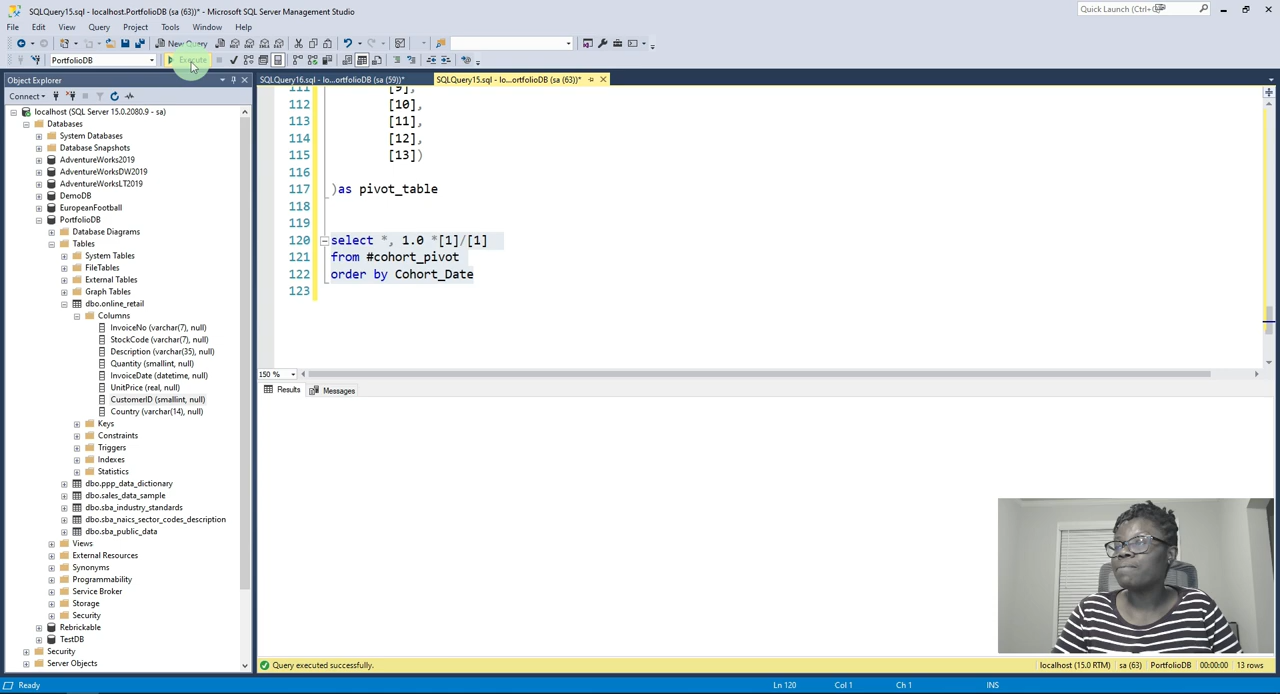 SQLQuery15.sql - localhost.PortfolioDB (sa (63))* - Microsoft SQL Server Management Studio
Quick Launch (Ctrl+Q)
File Edit View Query Project Tools Window Help
New Query
PortfolioDB
Execute
Object Explorer
SQLQuery16.sql - lo...ortfolioDB (sa (59))*
SQLQuery15.sql - lo...ortfolioDB (sa (63))*
Connect
localhost (SQL Server 15.0.2080.9 - sa)
Databases
System Databases
Database Snapshots
AdventureWorks2019
AdventureWorksDW2019
AdventureWorksLT2019
DemoDB
EuropeanFootball
PortfolioDB
Database Diagrams
Tables
System Tables
FileTables
External Tables
Graph Tables
dbo.online_retail
Columns
InvoiceNo (varchar(7), null)
StockCode (varchar(7), null)
Description (varchar(35), null)
Quantity (smallint, null)
InvoiceDate (datetime, null)
UnitPrice (real, null)
CustomerID (smallint, null)
Country (varchar(14), null)
Keys
Constraints
Triggers
Indexes
Statistics
dbo.ppp_data_dictionary
dbo.sales_data_sample
dbo.sba_industry_standards
dbo.sba_naics_sector_codes_description
dbo.sba_public_data
Views
External Resources
Synonyms
Programmability
Service Broker
Storage
Security
Rebrickable
TestDB
Security
Server Objects
111 [9],
112 [10],
113 [11],
114 [12],
115 [13])
116
117 )as pivot_table
118
119
120 select *, 1.0 *[1]/[1]
121 from #cohort_pivot
122 order by Cohort_Date
123
150 %
Results Messages
Query executed successfully.
localhost (15.0 RTM) sa (63) PortfolioDB 00:00:00 13 rows
Ready Ln 120 Col 1 Ch 1 INS